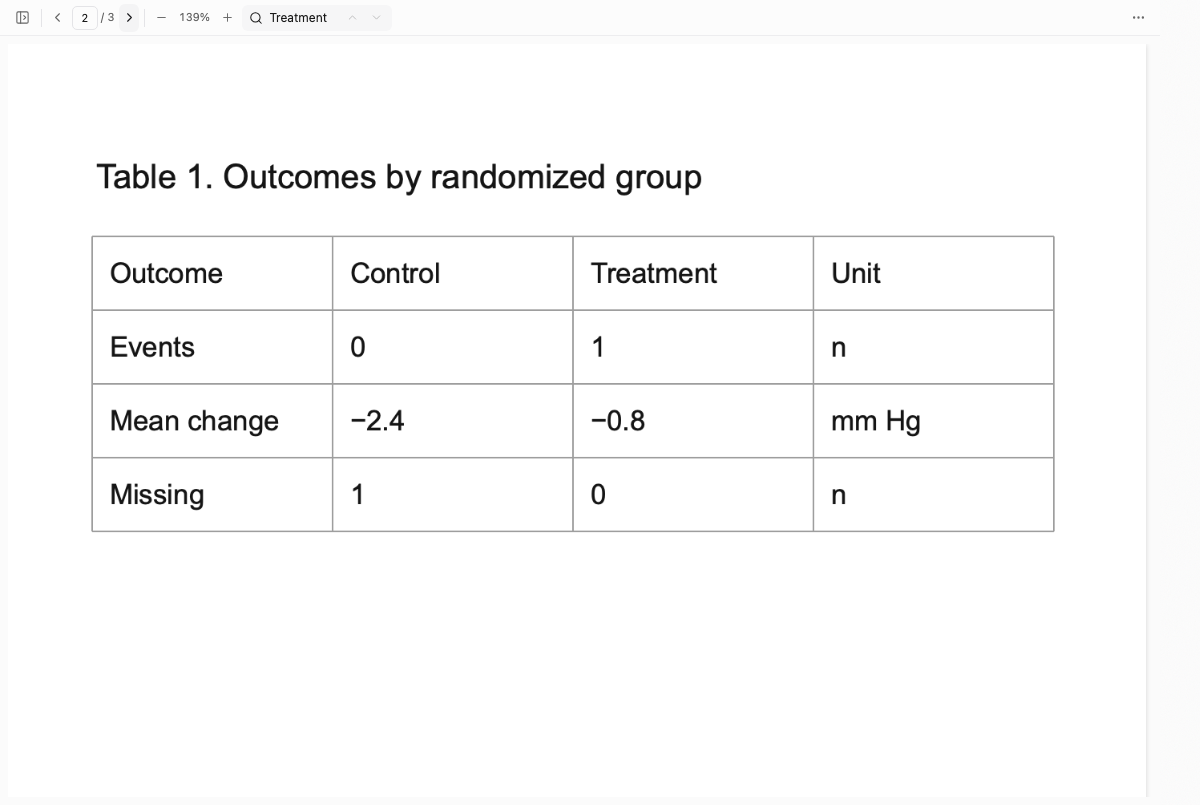 2 / 3 139% Treatment
Table 1. Outcomes by randomized group
Outcome Control Treatment Unit
Events 0 1 n
Mean change −2.4 −0.8 mm Hg
Missing 1 0 n